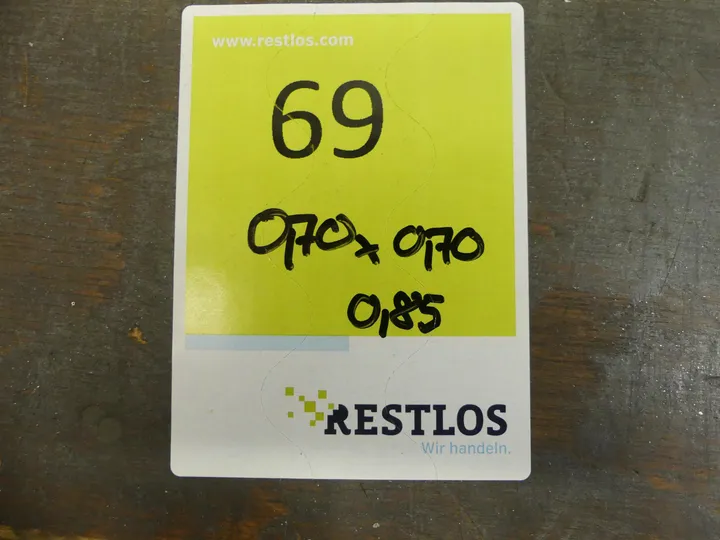 www.restlos.com
69
0,70 x 0,70
0,85
RESTLOS
Wir handeln.